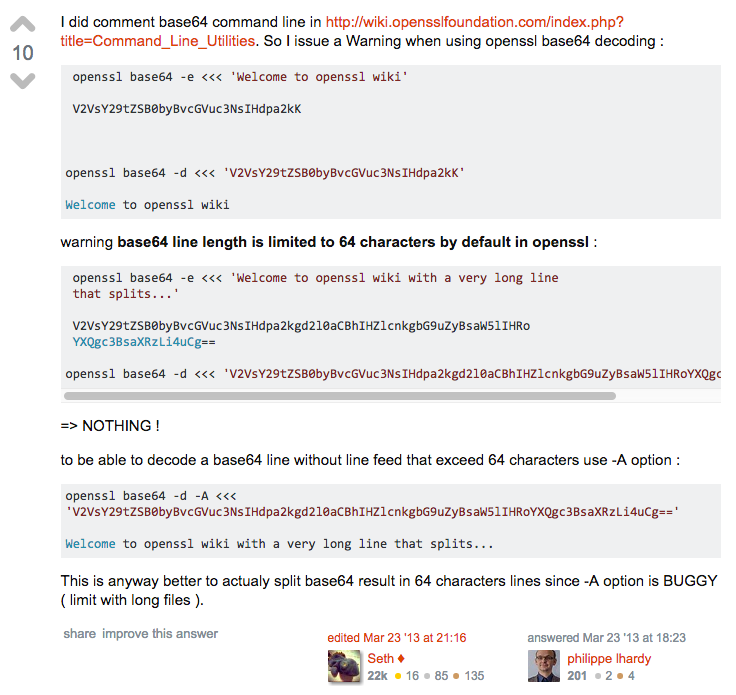 I did comment base64 command line in http://wiki.opensslfoundation.com/index.php?
title=Command_Line_Utilities. So I issue a Warning when using openssl base64 decoding :
10
openssl base64 -e <<< 'Welcome to openssl wiki'
V2VsY29tZSB0byBvcGVuc3NsIHdpa2kK
openssl base64 -d <<< 'V2VsY29tZSB0byBvcGVuc3NsIHdpa2kK'
Welcome to openssl wiki
warning base64 line length is limited to 64 characters by default in openssl :
openssl base64 -e <<< 'Welcome to openssl wiki with a very long line
that splits...'
V2VsY29tZSB0byBvcGVuc3NsIHdpa2kgd2l0aCBhIHZlcnkgbG9uZyBsaW5lIHRo
YXQgc3BsaXRzLi4uCg==
openssl base64 -d <<< 'V2VsY29tZSB0byBvcGVuc3NsIHdpa2kgd2l0aCBhIHZlcnkgbG9uZyBsaW5lIHRoYXQgc
=> NOTHING !
to be able to decode a base64 line without line feed that exceed 64 characters use -A option :
openssl base64 -d -A <<<
'V2VsY29tZSB0byBvcGVuc3NsIHdpa2kgd2l0aCBhIHZlcnkgbG9uZyBsaW5lIHRoYXQgc3BsaXRzLi4uCg=='
Welcome to openssl wiki with a very long line that splits...
This is anyway better to actualy split base64 result in 64 characters lines since -A option is BUGGY
( limit with long files ).
share improve this answer
edited Mar 23 '13 at 21:16
Seth ♦
22k 16 85 135
answered Mar 23 '13 at 18:23
philippe lhardy
201 2 4